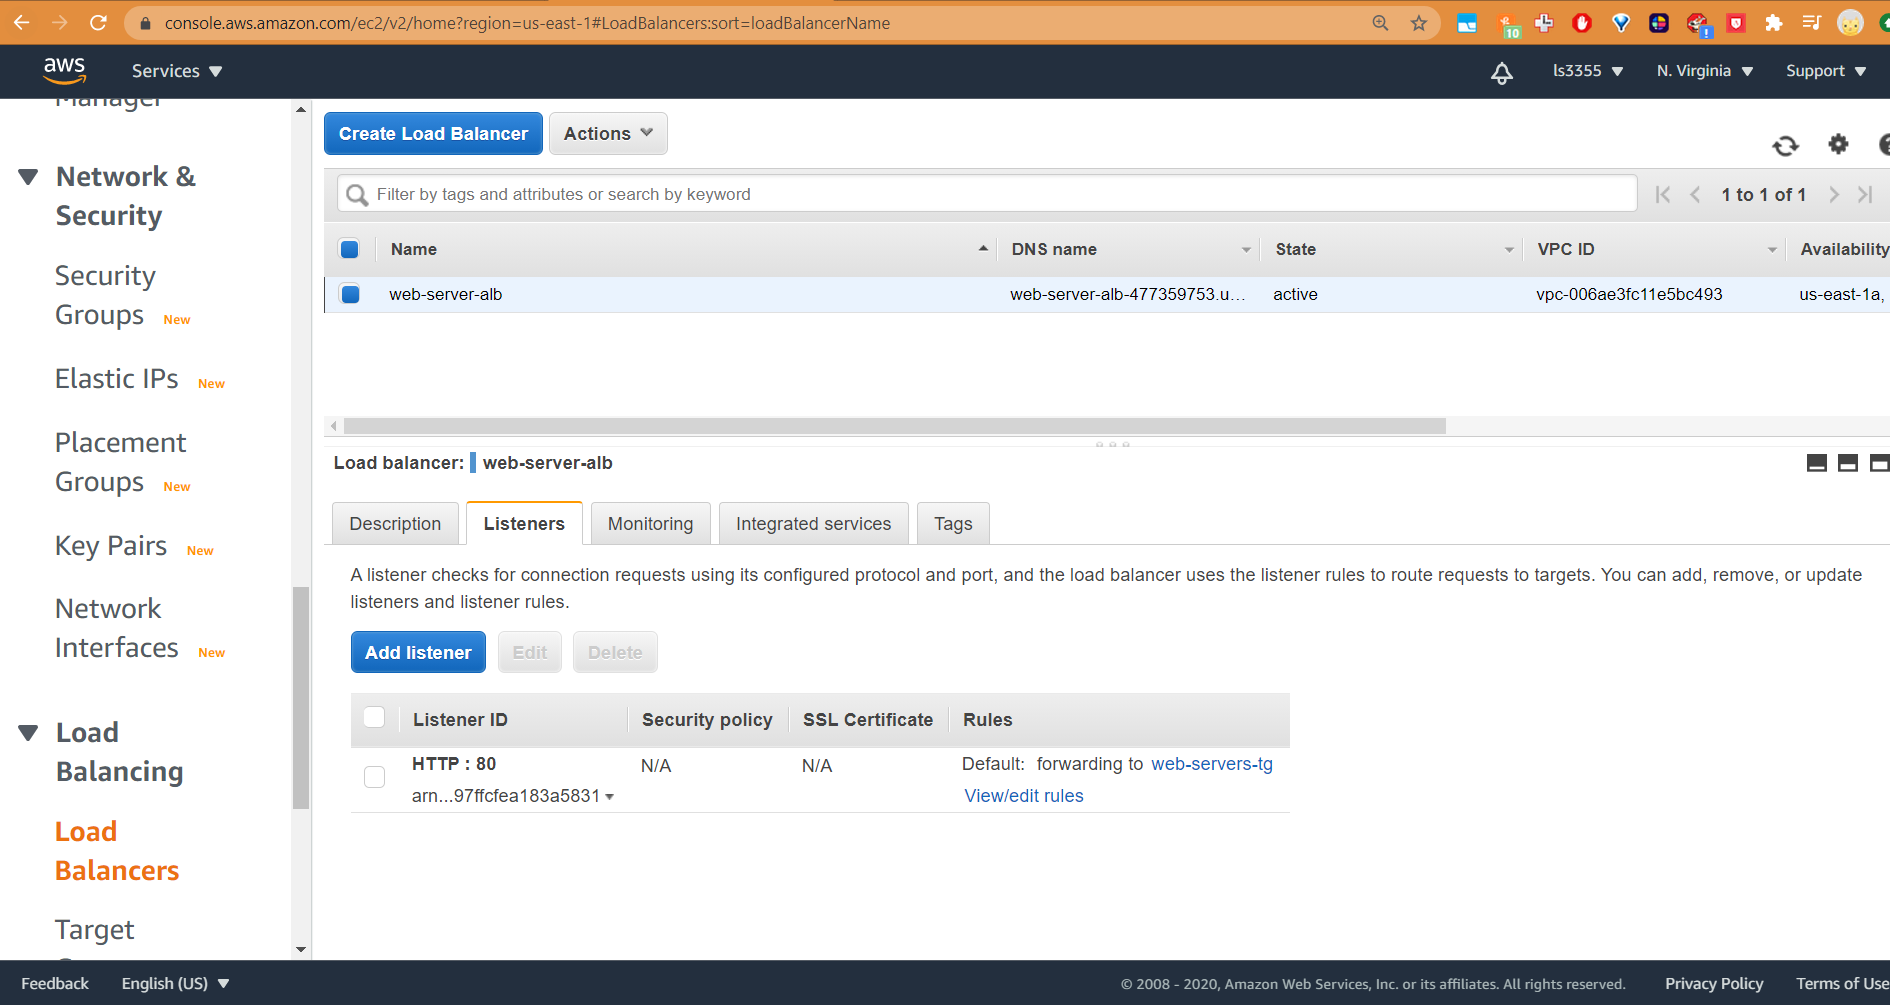 console.aws.amazon.com/ec2/v2/home?region=us-east-1#LoadBalancers:sort=loadBalancerName
10
aws
Services
ls3355
N. Virginia
Support
Manager
Network &
Security
Security
Groups New
Elastic IPs New
Placement
Groups New
Key Pairs New
Network
Interfaces New
Load
Balancing
Load
Balancers
Target
Create Load Balancer
Actions
Filter by tags and attributes or search by keyword
1 to 1 of 1
Name DNS name State VPC ID Availability
web-server-alb web-server-alb-477359753.u... active vpc-006ae3fc11e5bc493 us-east-1a,
Load balancer: web-server-alb
Description Listeners Monitoring Integrated services Tags
A listener checks for connection requests using its configured protocol and port, and the load balancer uses the listener rules to route requests to targets. You can add, remove, or update
listeners and listener rules.
Add listener Edit Delete
Listener ID Security policy SSL Certificate Rules
HTTP : 80 N/A N/A Default: forwarding to web-servers-tg
arn...97ffcfea183a5831 View/edit rules
Feedback English (US) © 2008 - 2020, Amazon Web Services, Inc. or its affiliates. All rights reserved. Privacy Policy Terms of Use